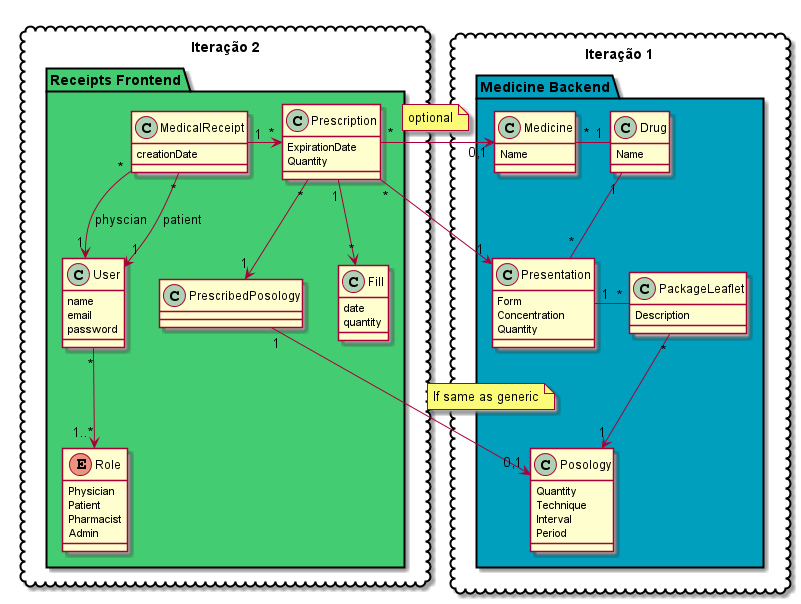 Iteração 2
Receipts Frontend
MedicalReceipt
creationDate
1
*
Prescription
ExpirationDate
Quantity
optional
*
0,1
*
1
physcian
*
1
patient
*
1
1
*
*
1
User
name
email
password
PrescribedPosology
Fill
date
quantity
1
*
1..*
Role
Physician
Patient
Pharmacist
Admin
Iteração 1
Medicine Backend
Medicine
Name
*
1
Drug
Name
1
*
Presentation
Form
Concentration
Quantity
1
*
PackageLeaflet
Description
*
1
If same as generic
0,1
Posology
Quantity
Technique
Interval
Period